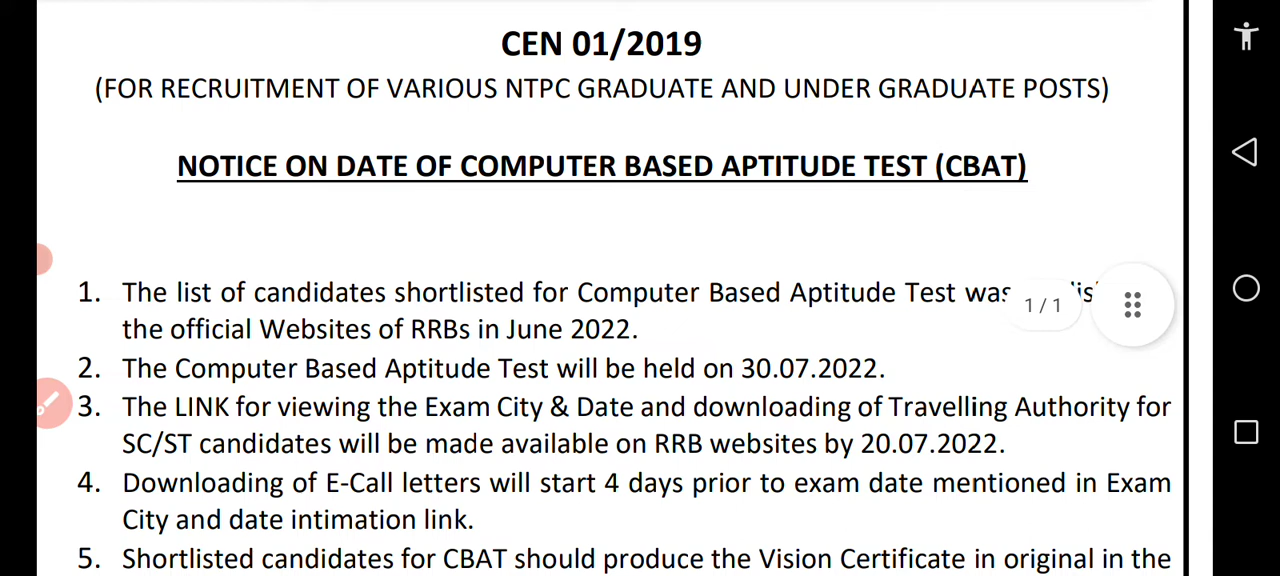 CEN 01/2019
(FOR RECRUITMENT OF VARIOUS NTPC GRADUATE AND UNDER GRADUATE POSTS)
NOTICE ON DATE OF COMPUTER BASED APTITUDE TEST (CBAT)
1. The list of candidates shortlisted for Computer Based Aptitude Test was
1 / 1
the official Websites of RRBs in June 2022.
2. The Computer Based Aptitude Test will be held on 30.07.2022.
3. The LINK for viewing the Exam City & Date and downloading of Travelling Authority for
SC/ST candidates will be made available on RRB websites by 20.07.2022.
4. Downloading of E-Call letters will start 4 days prior to exam date mentioned in Exam
City and date intimation link.
5. Shortlisted candidates for CBAT should produce the Vision Certificate in original in the